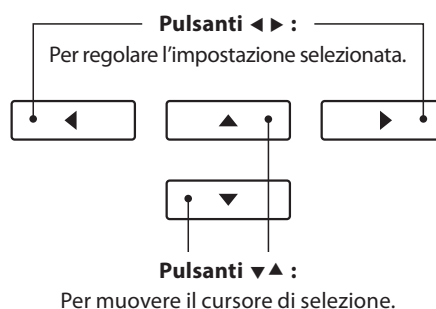 Pulsanti ◀ ▶ :
Per regolare l'impostazione selezionata.
Pulsanti ▼▲ :
Per muovere il cursore di selezione.